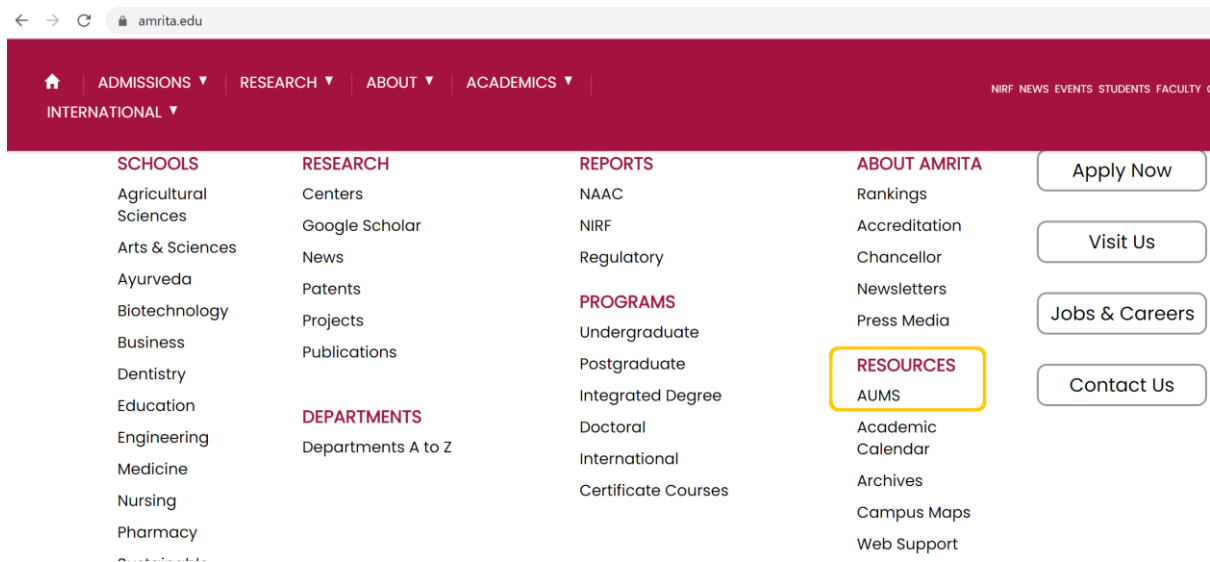 amrita.edu
ADMISSIONS ▼ RESEARCH ▼ ABOUT ▼ ACADEMICS ▼
INTERNATIONAL ▼
NIRF NEWS EVENTS STUDENTS FACULTY
SCHOOLS
Agricultural
Sciences
Arts & Sciences
Ayurveda
Biotechnology
Business
Dentistry
Education
Engineering
Medicine
Nursing
Pharmacy
RESEARCH
Centers
Google Scholar
News
Patents
Projects
Publications
DEPARTMENTS
Departments A to Z
REPORTS
NAAC
NIRF
Regulatory
PROGRAMS
Undergraduate
Postgraduate
Integrated Degree
Doctoral
International
Certificate Courses
ABOUT AMRITA
Rankings
Accreditation
Chancellor
Newsletters
Press Media
RESOURCES
AUMS
Academic
Calendar
Archives
Campus Maps
Web Support
Apply Now
Visit Us
Jobs & Careers
Contact Us